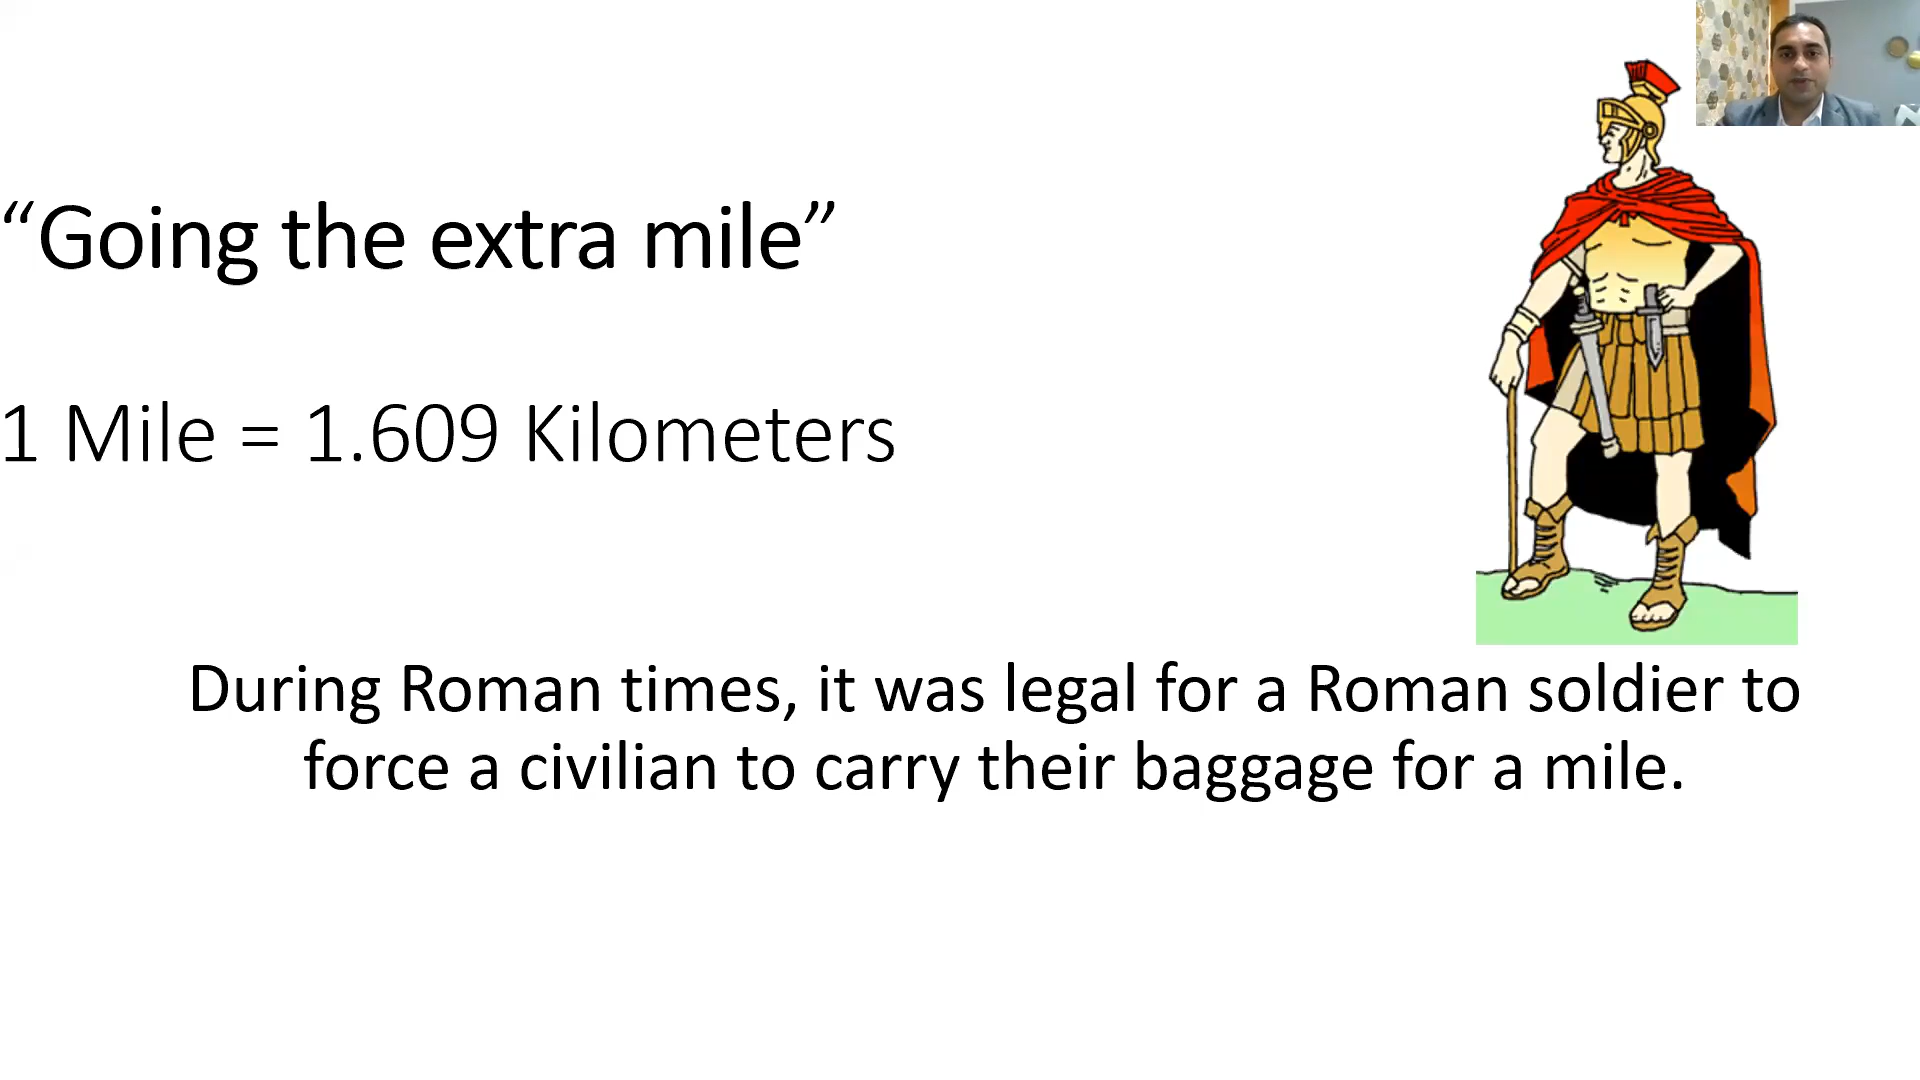 “Going the extra mile”
1 Mile = 1.609 Kilometers
During Roman times, it was legal for a Roman soldier to
force a civilian to carry their baggage for a mile.